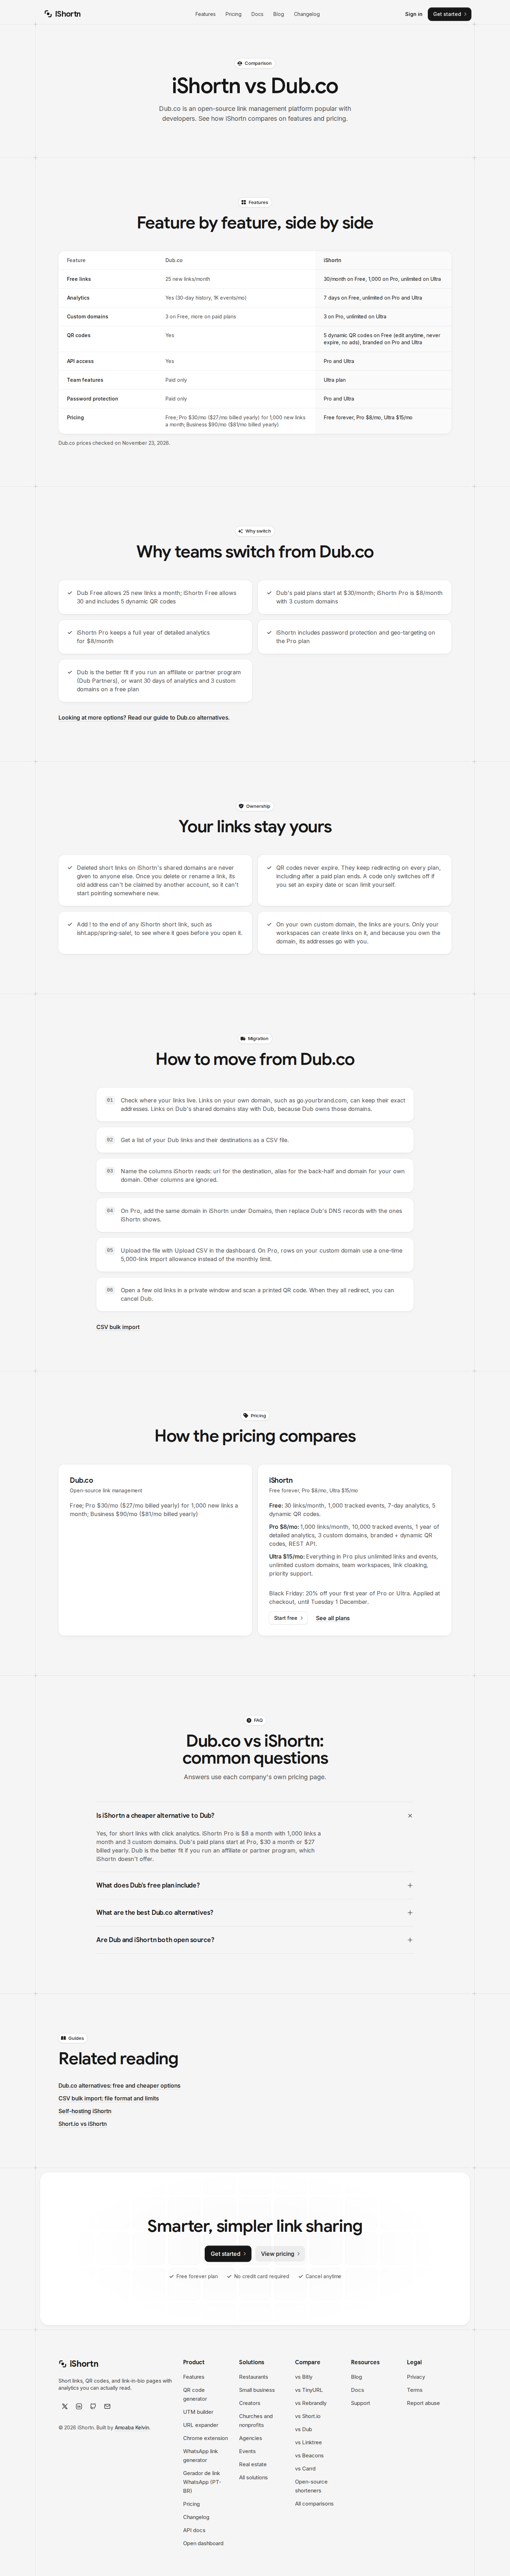 iShortn
Features Pricing Docs Blog Changelog
Sign in
Get started
Comparison
iShortn vs Dub.co
Dub.co is an open-source link management platform popular with
developers. See how iShortn compares on features and pricing.
Features
Feature by feature, side by side
Feature Dub.co iShortn
Free links 25 new links/month 30/month on Free, 1,000 on Pro, unlimited on Ultra
Analytics Yes (30-day history, 1K events/mo) 7 days on Free, unlimited on Pro and Ultra
Custom domains 3 on Free, more on paid plans 3 on Pro, unlimited on Ultra
QR codes Yes 5 dynamic QR codes on Free (edit anytime, never
expire, no ads), branded on Pro and Ultra
API access Yes Pro and Ultra
Team features Paid only Ultra plan
Password protection Paid only Pro and Ultra
Pricing Free; Pro $30/mo ($27/mo billed yearly) for 1,000 new links Free forever, Pro $8/mo, Ultra $15/mo
a month; Business $90/mo ($81/mo billed yearly)
Dub.co prices checked on November 23, 2026.
Why switch
Why teams switch from Dub.co
Dub Free allows 25 new links a month; iShortn Free allows
30 and includes 5 dynamic QR codes
Dub's paid plans start at $30/month; iShortn Pro is $8/month
with 3 custom domains
iShortn Pro keeps a full year of detailed analytics
for $8/month
iShortn includes password protection and geo-targeting on
the Pro plan
Dub is the better fit if you run an affiliate or partner program
(Dub Partners), or want 30 days of analytics and 3 custom
domains on a free plan
Looking at more options? Read our guide to Dub.co alternatives.
Ownership
Your links stay yours
Deleted short links on iShortn's shared domains are never
given to anyone else. Once you delete or rename a link, its
old address can't be claimed by another account, so it can't
start pointing somewhere new.
QR codes never expire. They keep redirecting on every plan,
including after a paid plan ends. A code only switches off if
you set an expiry date or scan limit yourself.
Add ! to the end of any iShortn short link, such as
isht.app/spring-sale!, to see where it goes before you open it.
On your own custom domain, the links are yours. Only your
workspaces can create links on it, and because you own the
domain, its addresses go with you.
Migration
How to move from Dub.co
01 Check where your links live. Links on your own domain, such as go.yourbrand.com, can keep their exact
addresses. Links on Dub's shared domains stay with Dub, because Dub owns those domains.
02 Get a list of your Dub links and their destinations as a CSV file.
03 Name the columns iShortn reads: url for the destination, alias for the back-half and domain for your own
domain. Other columns are ignored.
04 On Pro, add the same domain in iShortn under Domains, then replace Dub's DNS records with the ones
iShortn shows.
05 Upload the file with Upload CSV in the dashboard. On Pro, rows on your custom domain use a one-time
5,000-link import allowance instead of the monthly limit.
06 Open a few old links in a private window and scan a printed QR code. When they all redirect, you can
cancel Dub.
CSV bulk import
Pricing
How the pricing compares
Dub.co
Open-source link management
Free; Pro $30/mo ($27/mo billed yearly) for 1,000 new links a
month; Business $90/mo ($81/mo billed yearly)
iShortn
Free forever, Pro $8/mo, Ultra $15/mo
Free: 30 links/month, 1,000 tracked events, 7-day analytics, 5
dynamic QR codes.
Pro $8/mo: 1,000 links/month, 10,000 tracked events, 1 year of
detailed analytics, 3 custom domains, branded + dynamic QR
codes, REST API.
Ultra $15/mo: Everything in Pro plus unlimited links and events,
unlimited custom domains, team workspaces, link cloaking,
priority support.
Black Friday: 20% off your first year of Pro or Ultra. Applied at
checkout, until Tuesday 1 December.
Start free
See all plans
FAQ
Dub.co vs iShortn:
common questions
Answers use each company's own pricing page.
Is iShortn a cheaper alternative to Dub?
Yes, for short links with click analytics. iShortn Pro is $8 a month with 1,000 links a
month and 3 custom domains. Dub's paid plans start at Pro, $30 a month or $27
billed yearly. Dub is the better fit if you run an affiliate or partner program, which
iShortn doesn't offer.
What does Dub's free plan include?
What are the best Dub.co alternatives?
Are Dub and iShortn both open source?
Guides
Related reading
Dub.co alternatives: free and cheaper options
CSV bulk import: file format and limits
Self-hosting iShortn
Short.io vs iShortn
Smarter, simpler link sharing
Get started
View pricing
Free forever plan No credit card required Cancel anytime
iShortn
Short links, QR codes, and link-in-bio pages with
analytics you can actually read.
© 2026 iShortn. Built by Amoaba Kelvin.
Product
Features
QR code
generator
UTM builder
URL expander
Chrome extension
WhatsApp link
generator
Gerador de link
WhatsApp (PT-
BR)
Pricing
Changelog
API docs
Open dashboard
Solutions
Restaurants
Small business
Creators
Churches and
nonprofits
Agencies
Events
Real estate
All solutions
Compare
vs Bitly
vs TinyURL
vs Rebrandly
vs Short.io
vs Dub
vs Linktree
vs Beacons
vs Carrd
Open-source
shorteners
All comparisons
Resources
Blog
Docs
Support
Legal
Privacy
Terms
Report abuse